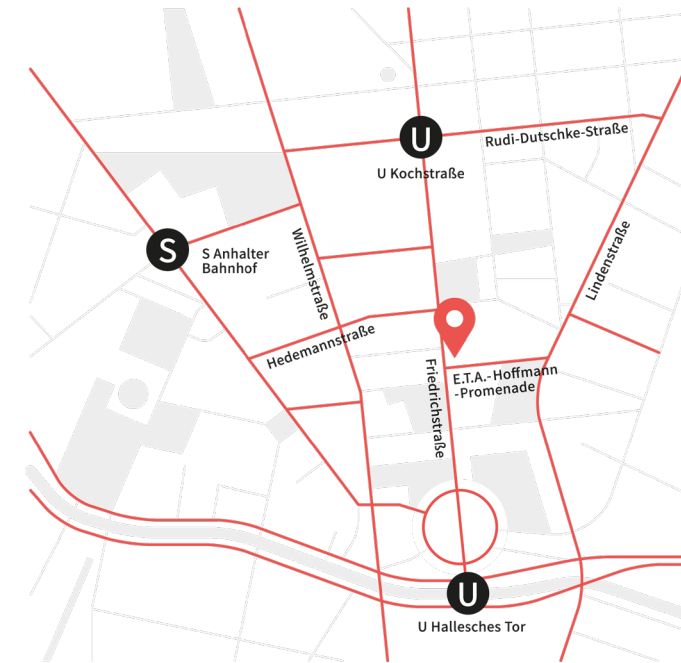 U
Rudi-Dutschke-Straße
U Kochstraße
S
S Anhalter
Bahnhof
Wilhelmstraße
Lindenstraße
Hedemannstraße
Friedrichstraße
E.T.A.-Hoffmann
-Promenade
U
U Hallesches Tor